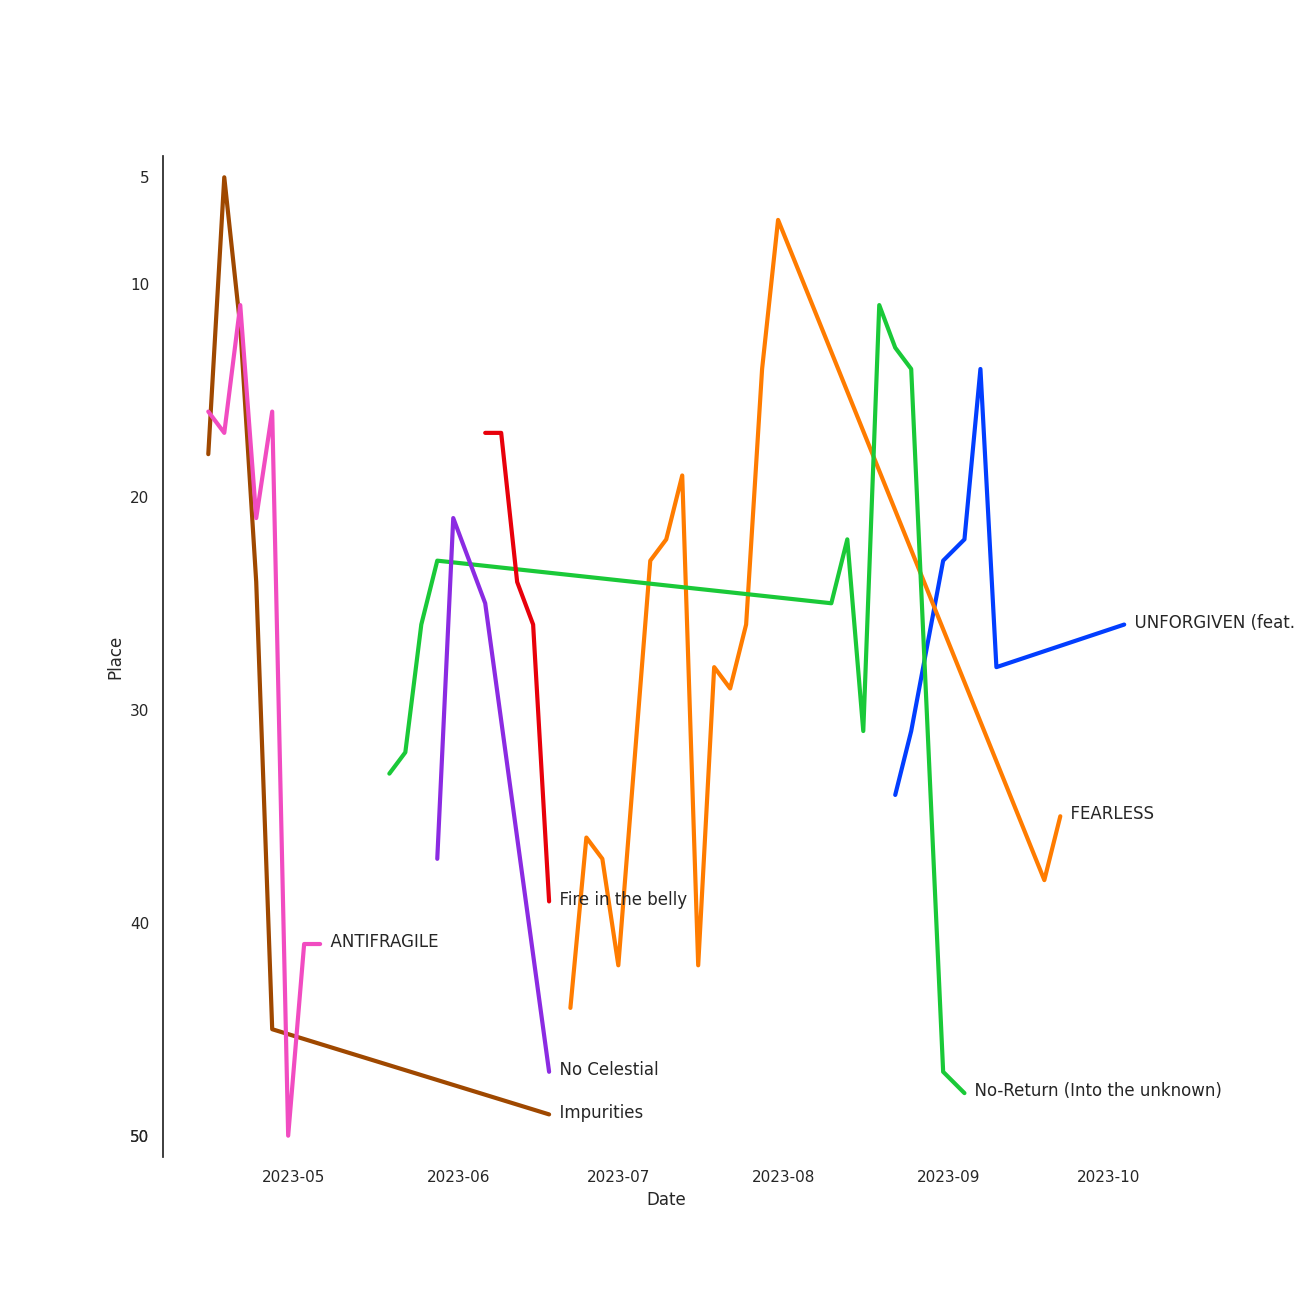 5
10
20
30
40
50
Place
UNFORGIVEN (feat.
FEARLESS
Fire in the belly
ANTIFRAGILE
No Celestial
No-Return (Into the unknown)
Impurities
2023-05
2023-06
2023-07
2023-08
2023-09
2023-10
Date